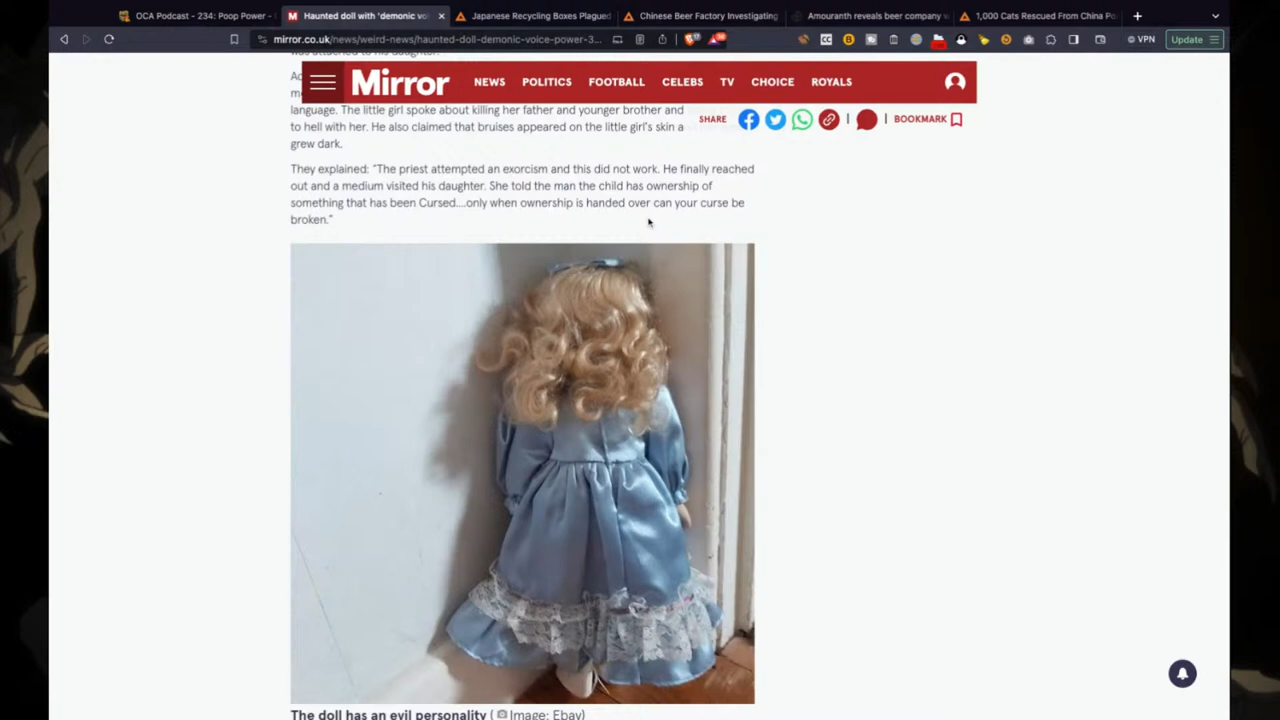 OCA Podcast - 234: Poop Power -
Haunted doll with 'demonic vo
Japanese Recycling Boxes Plagued
Chinese Beer Factory Investigating
Amouranth reveals beer company
1,000 Cats Rescued From China Po
mirror.co.uk/news/weird-news/haunted-doll-demonic-voice-power-3...
VPN
Update
was attached to his daughter.
Mirror
NEWS POLITICS FOOTBALL CELEBS TV CHOICE ROYALS
SHARE
BOOKMARK
language. The little girl spoke about killing her father and younger brother and
to hell with her. He also claimed that bruises appeared on the little girl's skin a
grew dark.
They explained: "The priest attempted an exorcism and this did not work. He finally reached
out and a medium visited his daughter. She told the man the child has ownership of
something that has been Cursed....only when ownership is handed over can your curse be
broken."
The doll has an evil personality ( Image: Ebay)